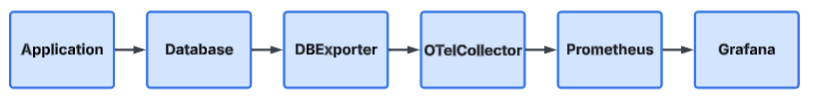 Application
Database
DBExporter
OTelCollector
Prometheus
Grafana